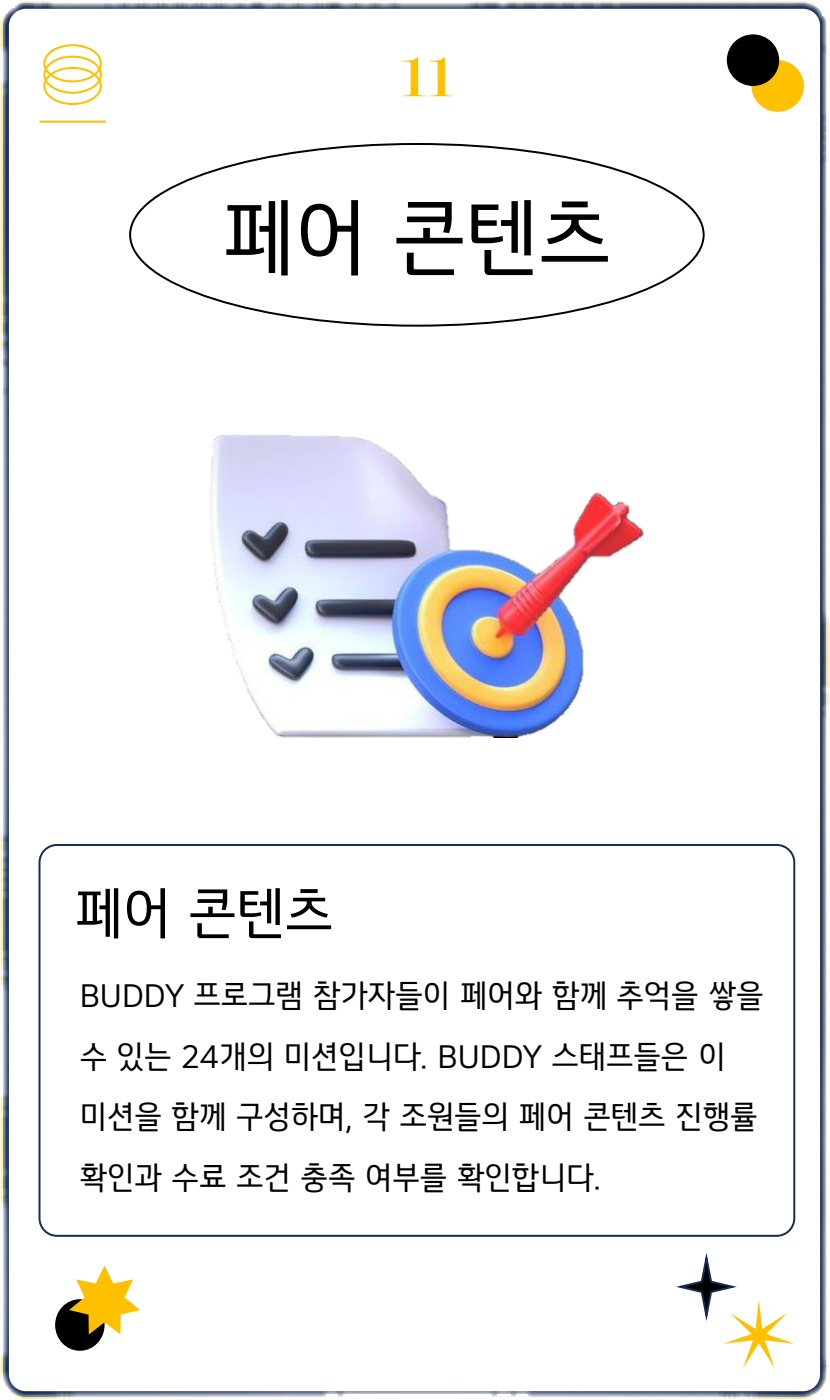 11
페어 콘텐츠
페어 콘텐츠
BUDDY 프로그램 참가자들이 페어와 함께 추억을 쌓을
수 있는 24개의 미션입니다. BUDDY 스태프들은 이
미션을 함께 구성하며, 각 조원들의 페어 콘텐츠 진행률
확인과 수료 조건 충족 여부를 확인합니다.